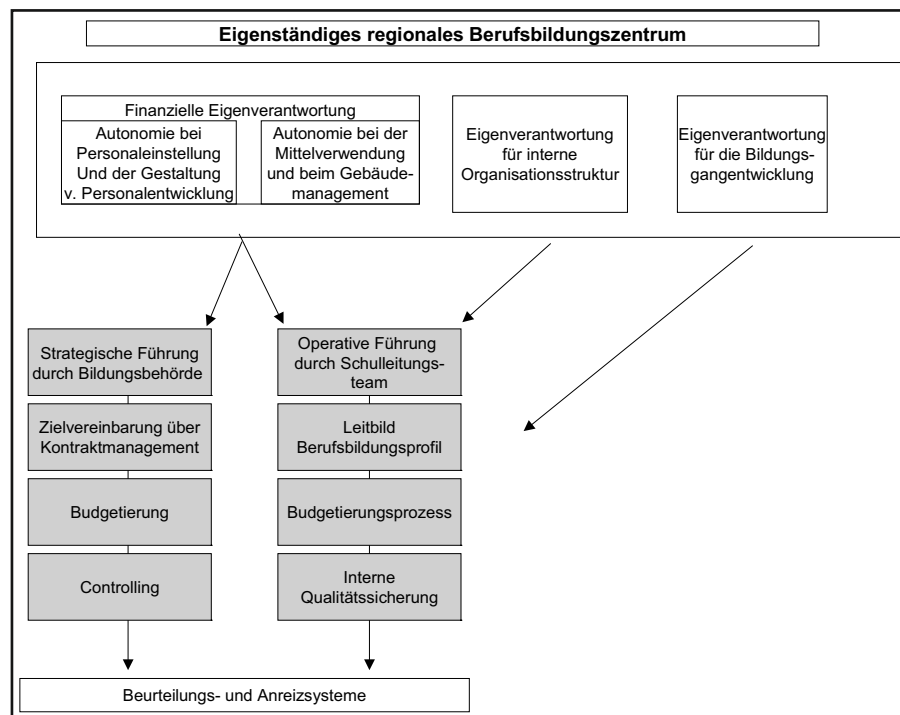 Eigenständiges regionales Berufsbildungszentrum
Finanzielle Eigenverantwortung
Autonomie bei
Personaleinstellung
Und der Gestaltung
v. Personalentwicklung
Autonomie bei der
Mittelverwendung
und beim Gebäude-
management
Eigenverantwortung
für interne
Organisationsstruktur
Eigenverantwortung
für die Bildungs-
gangentwicklung
Strategische Führung
durch Bildungsbehörde
Operative Führung
durch Schulleitungs-
team
Zielvereinbarung über
Kontraktmanagement
Leitbild
Berufsbildungsprofil
Budgetierung
Budgetierungsprozess
Controlling
Interne
Qualitätssicherung
Beurteilungs- und Anreizsysteme